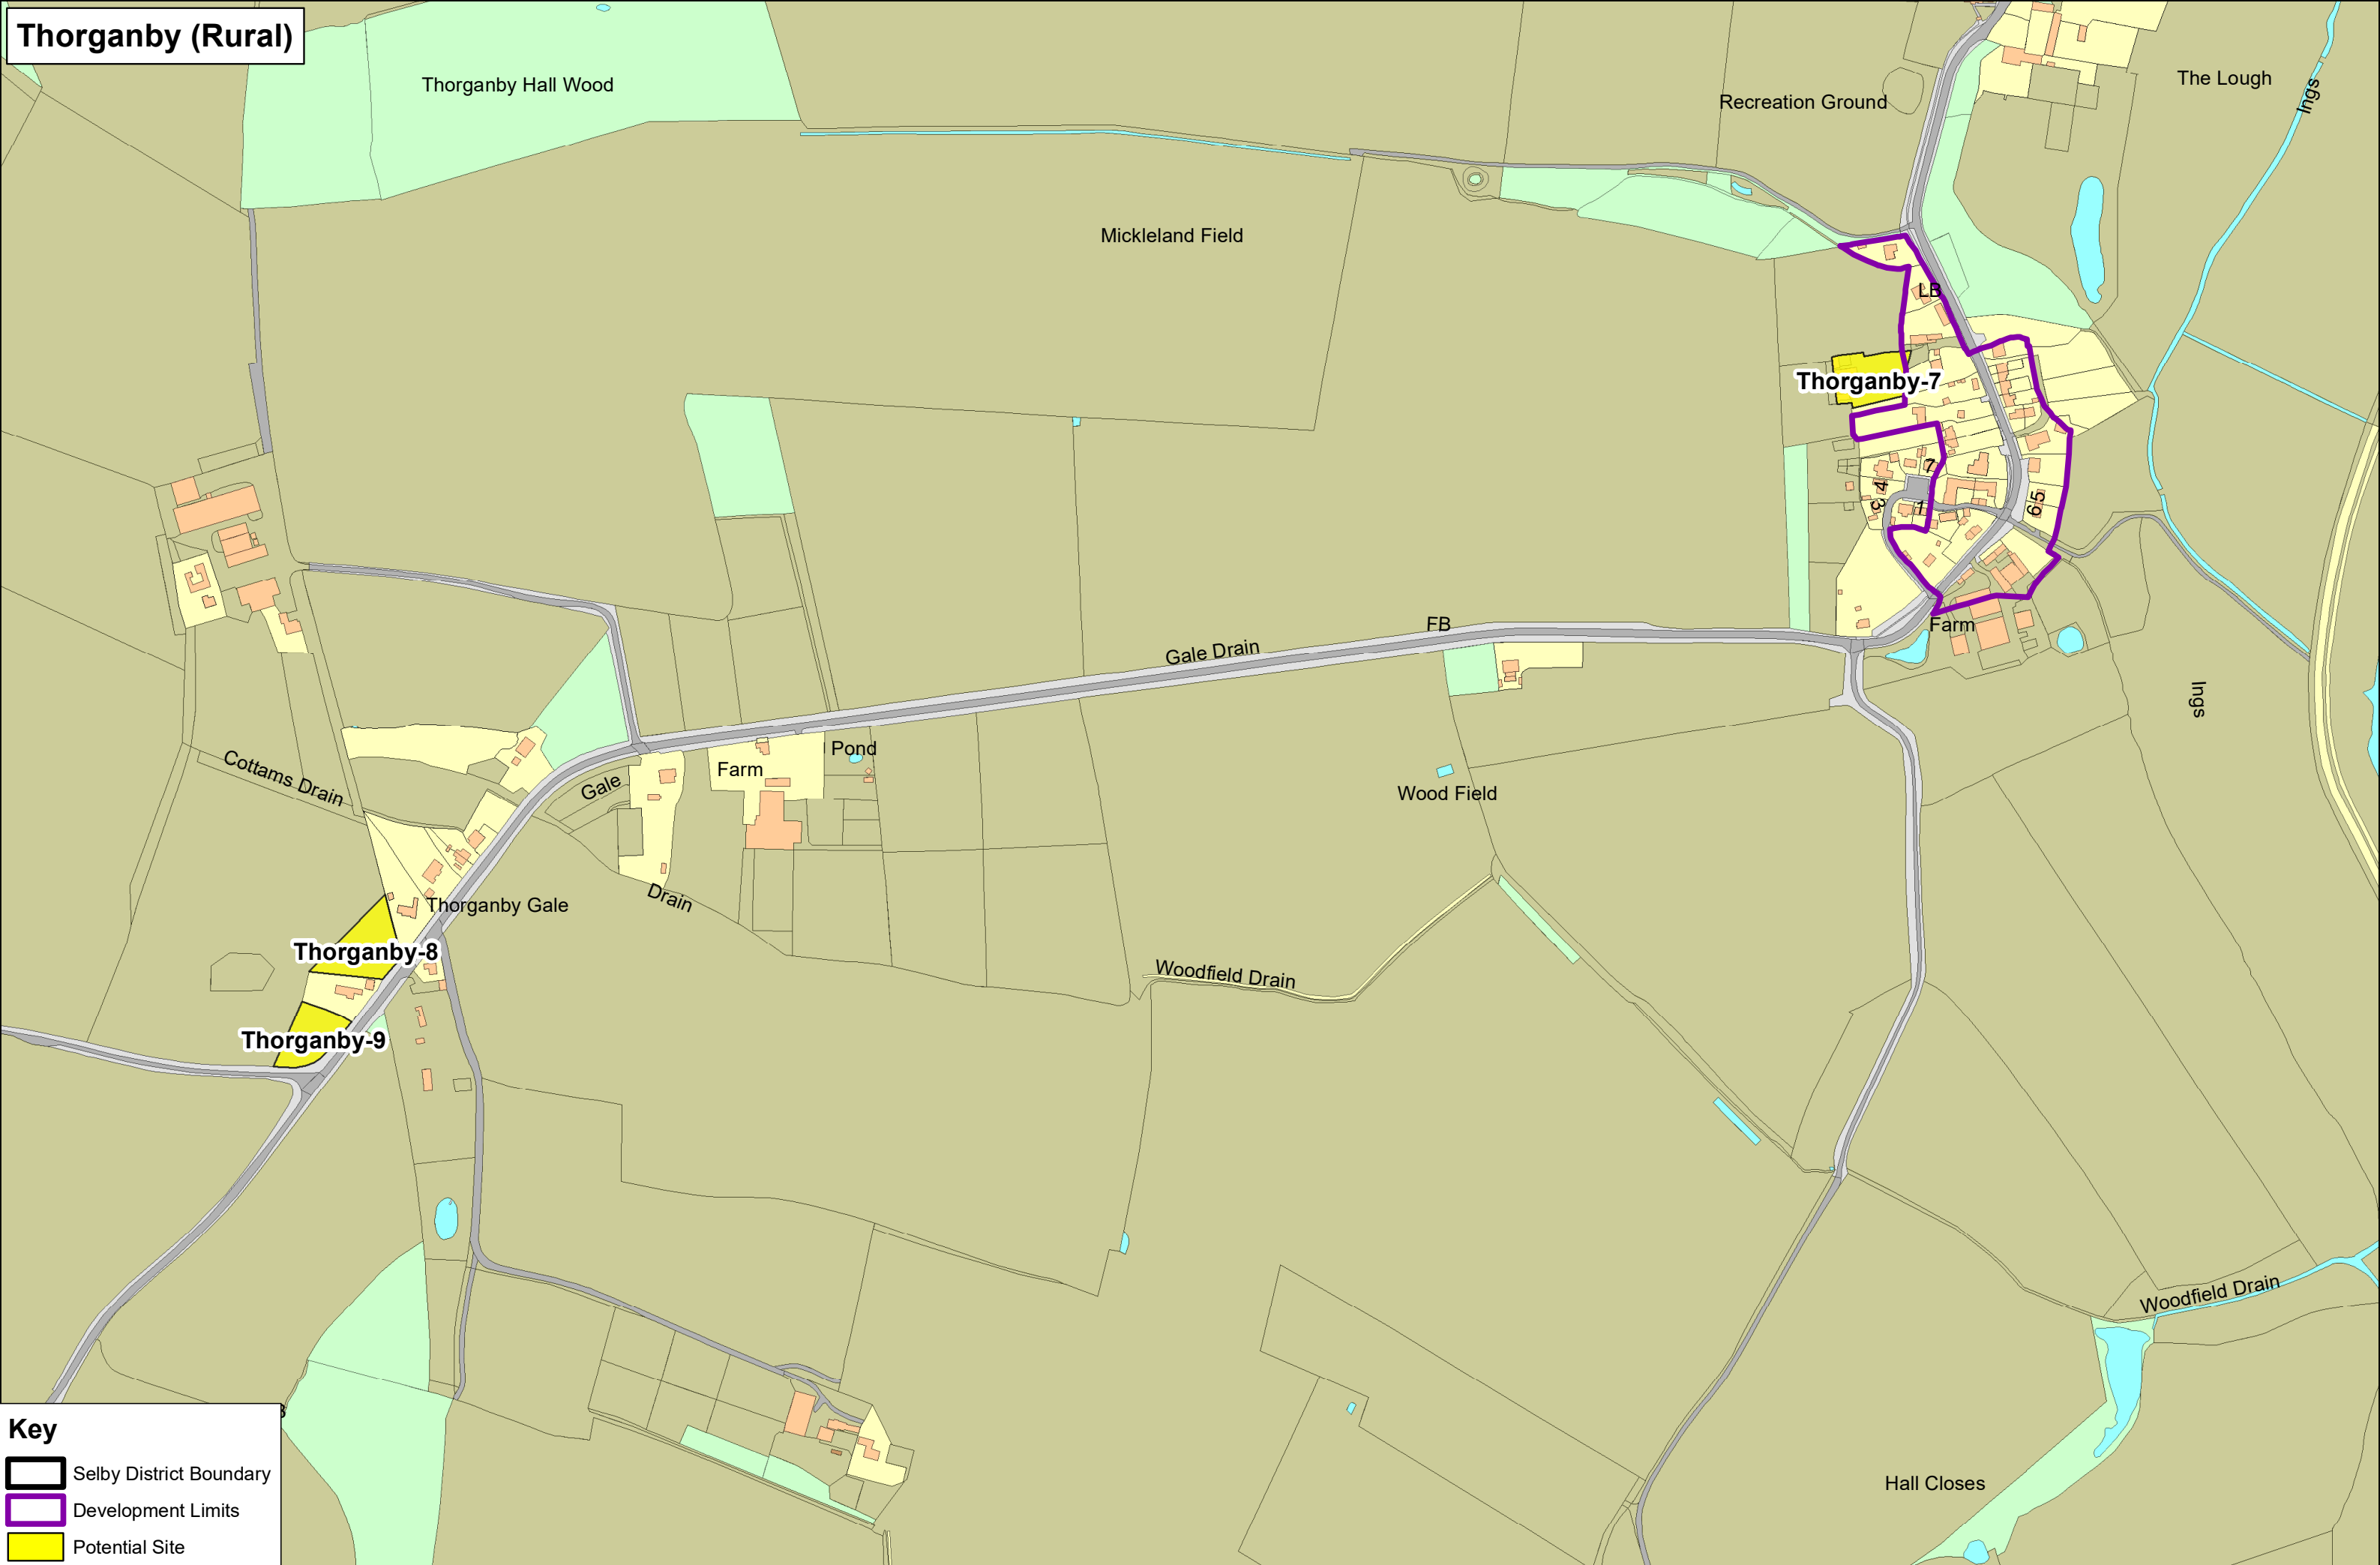 Thorganby (Rural)
Thorganby Hall Wood
Recreation Ground
The Lough
Ings
Mickleland Field
LB
Thorganby-7
7
4
3
1
65
FB
Gale Drain
Farm
Ings
Pond
Farm
Gale
Cottams Drain
Wood Field
Drain
Thorganby Gale
Thorganby-8
Woodfield Drain
Thorganby-9
Woodfield Drain
Hall Closes
Key
Selby District Boundary
Development Limits
Potential Site